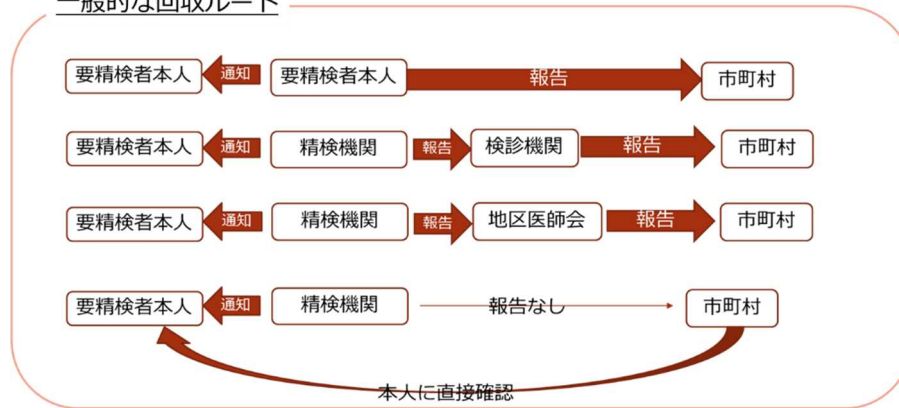 一般的な回収ルート
要精検者本人 通知 要精検者本人 報告 市町村
要精検者本人 通知 精検機関 報告 検診機関 報告 市町村
要精検者本人 通知 精検機関 報告 地区医師会 報告 市町村
要精検者本人 通知 精検機関 報告なし 市町村
本人に直接確認